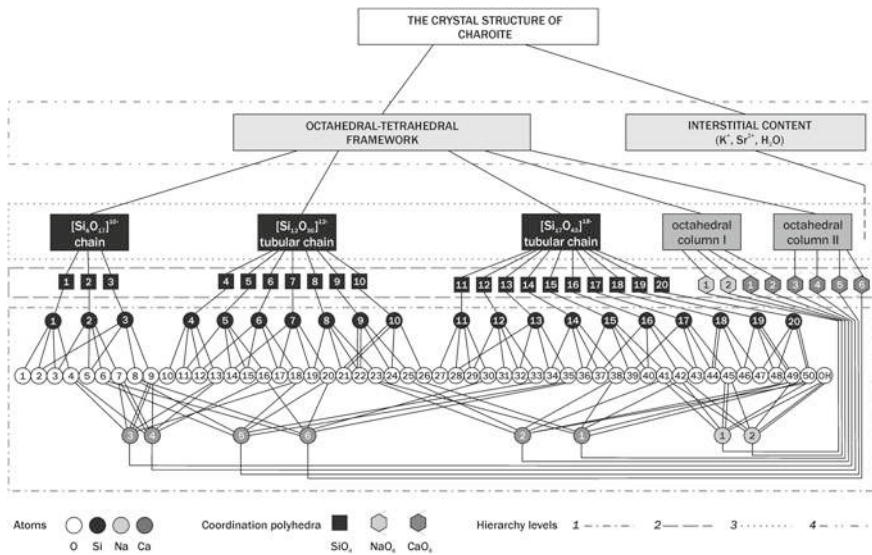 THE CRYSTAL STRUCTURE OF
CHAROITE
OCTAHEDRAL-TETRAHEDRAL
FRAMEWORK
INTERSTITIAL CONTENT
(K⁺, Sr²⁺, H₂O)
[Si₆O₁₇]¹⁰⁻
chain
[Si₁₂O₃₀]¹²⁻
tubular chain
[Si₁₇O₄₃]¹⁸⁻
tubular chain
octahedral
column I
octahedral
column II
1 2 3 4 5 6 7 8 9 10 11 12 13 14 15 16 17 18 19 20 1 2 1 2 3 4 5 6
1 2 3 4 5 6 7 8 9 10 11 12 13 14 15 16 17 18 19 20
1 2 3 4 5 6 7 8 9 10 11 12 13 14 15 16 17 18 19 20 21 22 23 24 25 26 27 28 29 30 31 32 33 34 35 36 37 38 39 40 41 42 43 44 45 46 47 48 49 50 OH
3 4 5 6 2 1 1 2
Atoms
O Si Na Ca
Coordination polyhedra
SiO₄ NaO₆ CaO₆
Hierarchy levels 1 2 3 4